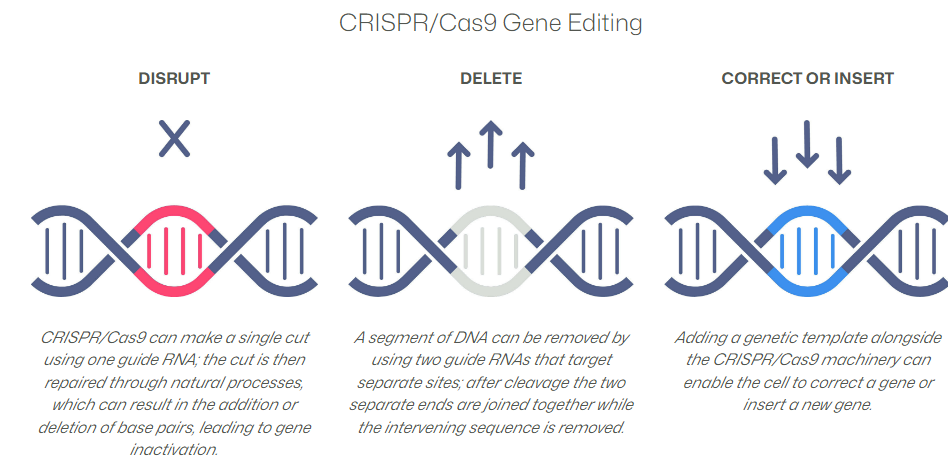 CRISPR/Cas9 Gene Editing
DISRUPT
CRISPR/Cas9 can make a single cut
using one guide RNA; the cut is then
repaired through natural processes,
which can result in the addition or
deletion of base pairs, leading to gene
inactivation.
DELETE
A segment of DNA can be removed by
using two guide RNAs that target
separate sites; after cleavage the two
separate ends are joined together while
the intervening sequence is removed.
CORRECT OR INSERT
Adding a genetic template alongside
the CRISPR/Cas9 machinery can
enable the cell to correct a gene or
insert a new gene.